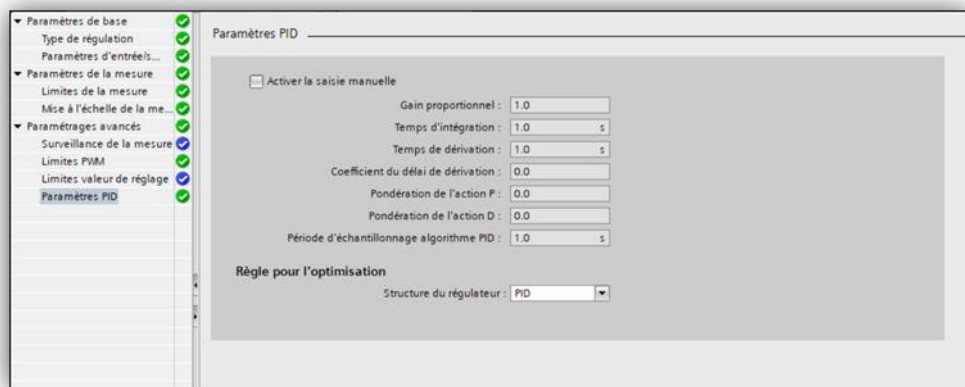 Paramètres de base
Type de régulation
Paramètres d'entrée/s...
Paramètres de la mesure
Limites de la mesure
Mise à l'échelle de la me...
Paramétrages avancés
Surveillance de la mesure
Limites PWM
Limites valeur de réglage
Paramètres PID
Paramètres PID
Activer la saisie manuelle
Gain proportionnel : 1.0
Temps d'intégration : 1.0 s
Temps de dérivation : 1.0 s
Coefficient du délai de dérivation : 0.0
Pondération de l'action P : 0.0
Pondération de l'action D : 0.0
Période d'échantillonnage algorithme PID : 1.0 s
Règle pour l'optimisation
Structure du régulateur : PID